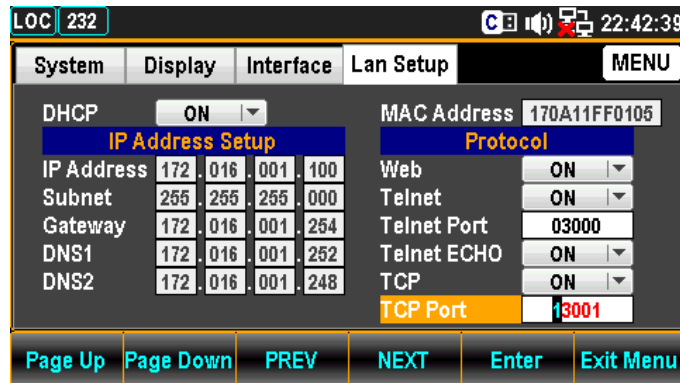 LOC 232 C 22:42:39
System Display Interface Lan Setup MENU
DHCP ON MAC Address 170A11FF0105
IP Address Setup Protocol
IP Address 172 . 016 . 001 . 100 Web ON
Subnet 255 . 255 . 255 . 000 Telnet ON
Gateway 172 . 016 . 001 . 254 Telnet Port 03000
DNS1 172 . 016 . 001 . 252 Telnet ECHO ON
DNS2 172 . 016 . 001 . 248 TCP ON
TCP Port 13001
Page Up Page Down PREV NEXT Enter Exit Menu